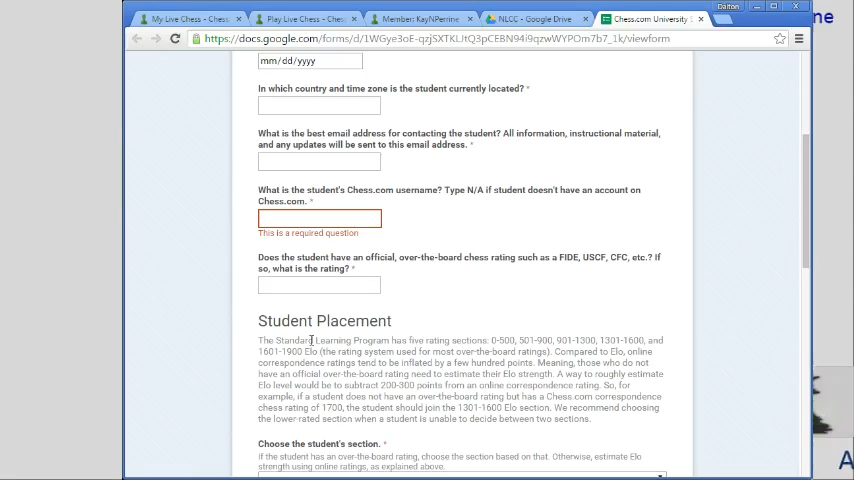 Dalton
My Live Chess - Chess.
Play Live Chess - Chess.c
Member: KayNPerrine
NLCC - Google Drive
Chess.com University E
ne
https://docs.google.com/forms/d/1WGye3oE-qzjSXTKLJtQ3pCEBN94i9qzwWYPOm7b7_1k/viewform
mm/dd/yyyy
In which country and time zone is the student currently located? *
What is the best email address for contacting the student? All information, instructional material,
and any updates will be sent to this email address. *
What is the student's Chess.com username? Type N/A if student doesn't have an account on
Chess.com. *
This is a required question
Does the student have an official, over-the-board chess rating such as a FIDE, USCF, CFC, etc.? If
so, what is the rating? *
Student Placement
The Standard Learning Program has five rating sections: 0-500, 501-900, 901-1300, 1301-1600, and
1601-1900 Elo (the rating system used for most over-the-board ratings). Compared to Elo, online
correspondence ratings tend to be inflated by a few hundred points. Meaning, those who do not
have an official over-the-board rating need to estimate their Elo strength. A way to roughly estimate
Elo level would be to subtract 200-300 points from an online correspondence rating. So, for
example, if a student does not have an over-the-board rating but has a Chess.com correspondence
chess rating of 1700, the student should join the 1301-1600 Elo section. We recommend choosing
the lower-rated section when a student is unable to decide between two sections.
Choose the student's section. *
If the student has an over-the-board rating, choose the section based on that. Otherwise, estimate Elo
strength using online ratings, as explained above.
A